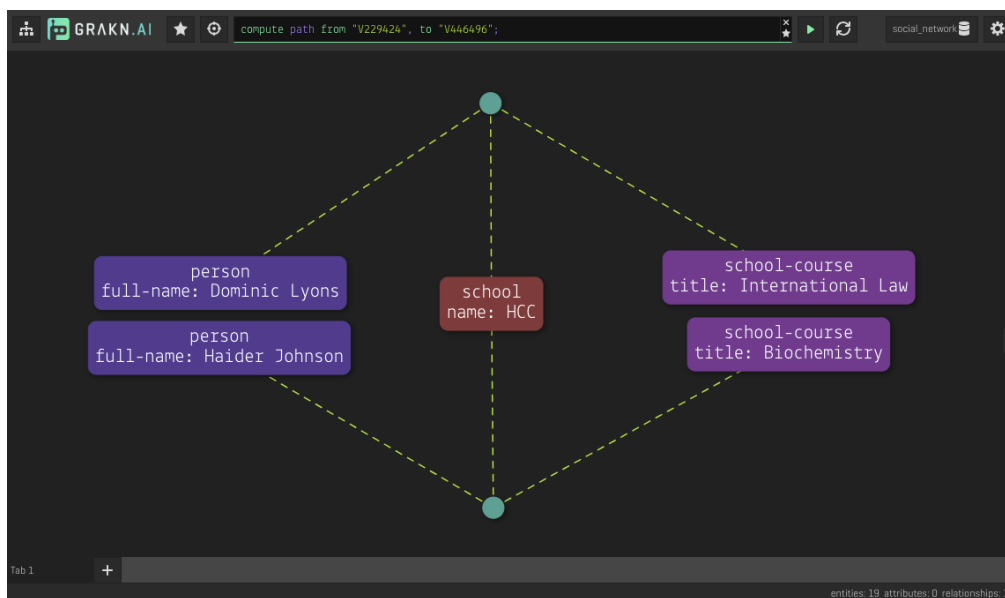 GRAKN.AI
compute path from "V229424", to "V446496";
social_network
person
full-name: Dominic Lyons
person
full-name: Haider Johnson
school
name: HCC
school-course
title: International Law
school-course
title: Biochemistry
Tab 1
entities: 19 attributes: 0 relationships: